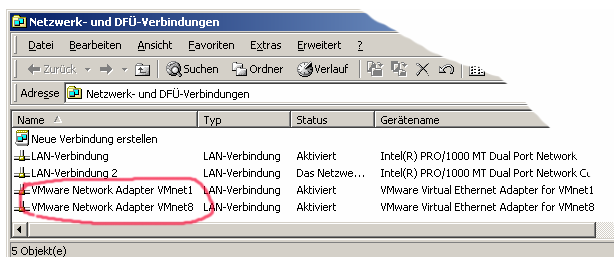 Netzwerk- und DFÜ-Verbindungen
Datei Bearbeiten Ansicht Favoriten Extras Erweitert ?
Zurück Suchen Ordner Verlauf
Adresse Netzwerk- und DFÜ-Verbindungen
Name Typ Status Gerätename
Neue Verbindung erstellen
LAN-Verbindung LAN-Verbindung Aktiviert Intel(R) PRO/1000 MT Dual Port Network
LAN-Verbindung 2 LAN-Verbindung Das Netzwe... Intel(R) PRO/1000 MT Dual Port Network
VMware Network Adapter VMnet1 LAN-Verbindung Aktiviert VMware Virtual Ethernet Adapter for VMnet1
VMware Network Adapter VMnet8 LAN-Verbindung Aktiviert VMware Virtual Ethernet Adapter for VMnet8
5 Objekt(e)